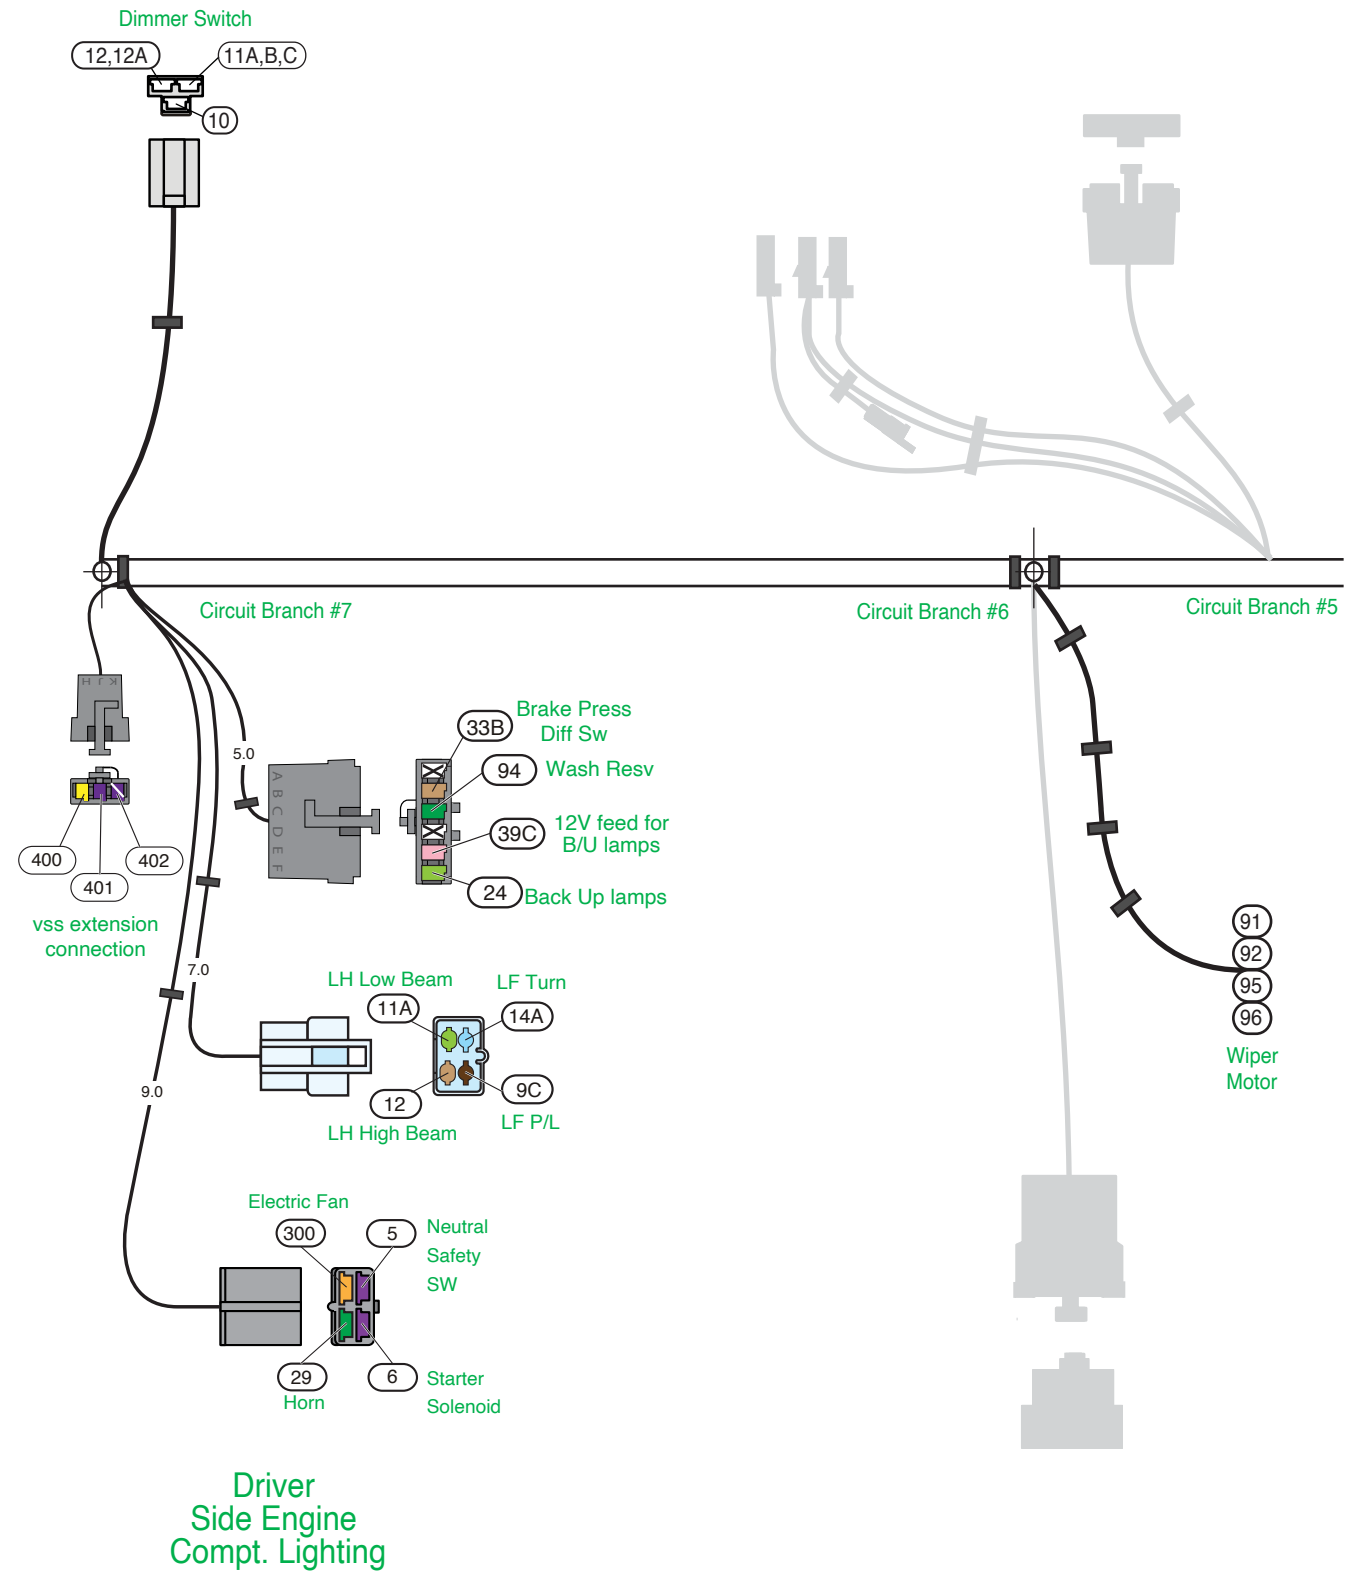 Dimmer Switch
12,12A
11A,B,C
10
Circuit Branch #7
Circuit Branch #6
Circuit Branch #5
K J H
400
401
402
vss extension
connection
5.0
A
B
C
D
E
F
33B
Brake Press
Diff Sw
94
Wash Resv
39C
12V feed for
B/U lamps
24
Back Up lamps
7.0
LH Low Beam
11A
LF Turn
14A
12
LH High Beam
9C
LF P/L
9.0
Electric Fan
300
5
Neutral
Safety
SW
29
Horn
6
Starter
Solenoid
91
92
95
96
Wiper
Motor
Driver
Side Engine
Compt. Lighting